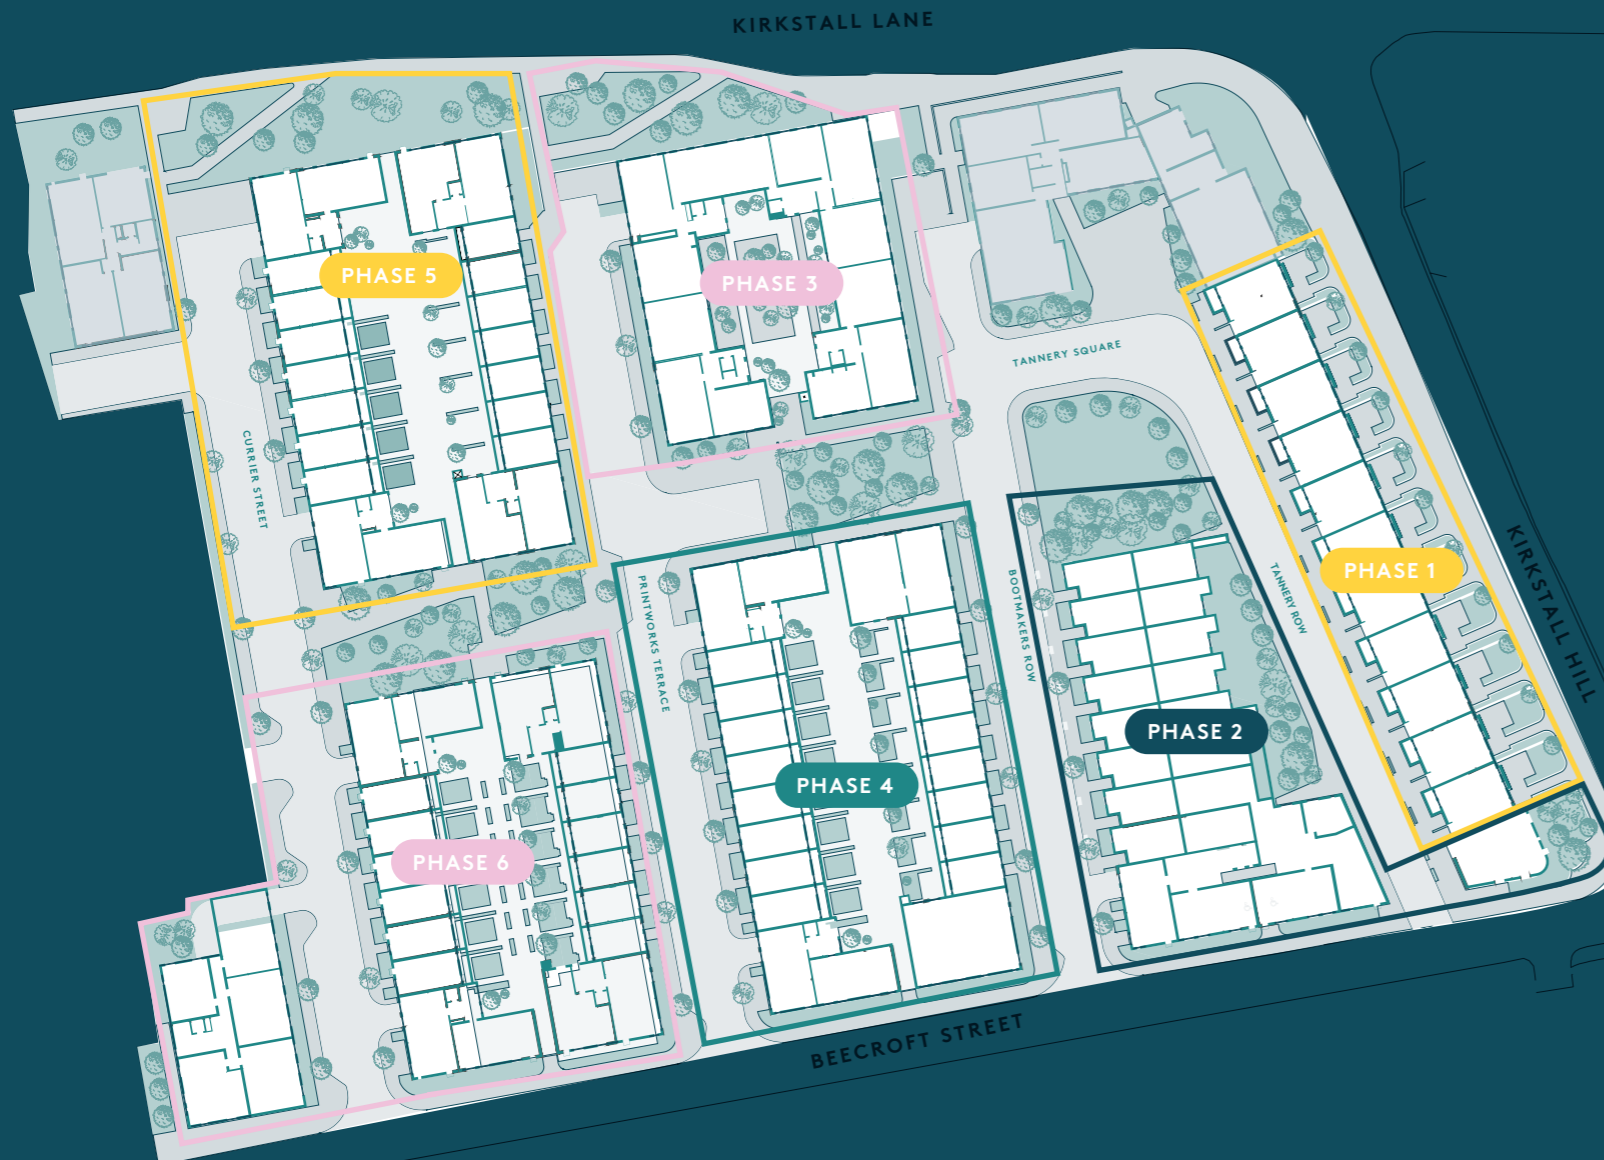 KIRKSTALL LANE
PHASE 5
PHASE 3
TANNERY SQUARE
CURRIER STREET
PHASE 1
KIRKSTALL HILL
PRINTWORKS TERRACE
BOOTMAKERS ROW
TANNERY ROW
PHASE 2
PHASE 4
PHASE 6
BEECROFT STREET